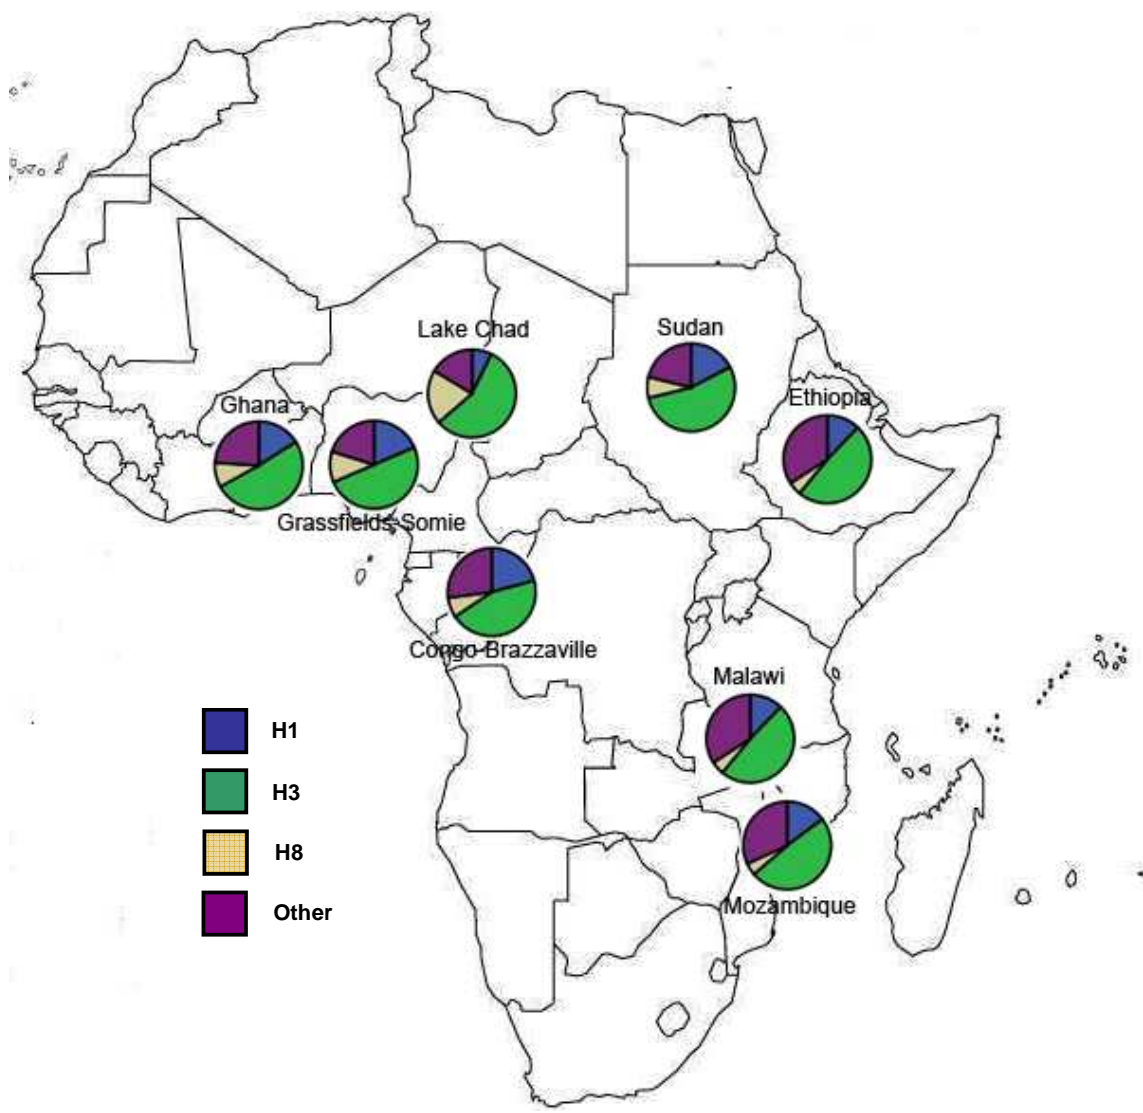 Lake Chad
Sudan
Ghana
Ethiopia
Grassfields-Somie
Congo-Brazzaville
Malawi
H1
H3
H8
Other
Mozambique